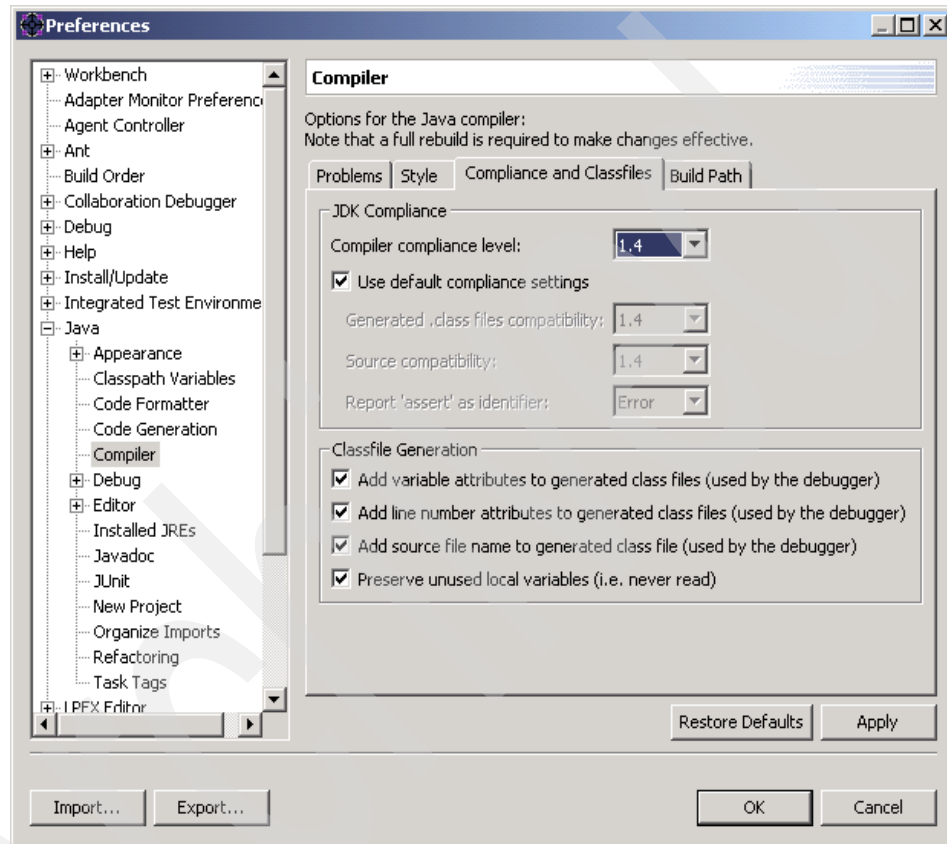 Preferences
Workbench
Adapter Monitor Preferenc
Agent Controller
Ant
Build Order
Collaboration Debugger
Debug
Help
Install/Update
Integrated Test Environme
Java
Appearance
Classpath Variables
Code Formatter
Code Generation
Compiler
Debug
Editor
Installed JREs
Javadoc
JUnit
New Project
Organize Imports
Refactoring
Task Tags
LPEX Editor
Compiler
Options for the Java compiler:
Note that a full rebuild is required to make changes effective.
Problems Style Compliance and Classfiles Build Path
JDK Compliance
Compiler compliance level: 1.4
Use default compliance settings
Generated .class files compatibility: 1.4
Source compatibility: 1.4
Report 'assert' as identifier: Error
Classfile Generation
Add variable attributes to generated class files (used by the debugger)
Add line number attributes to generated class files (used by the debugger)
Add source file name to generated class file (used by the debugger)
Preserve unused local variables (i.e. never read)
Restore Defaults Apply
Import... Export... OK Cancel